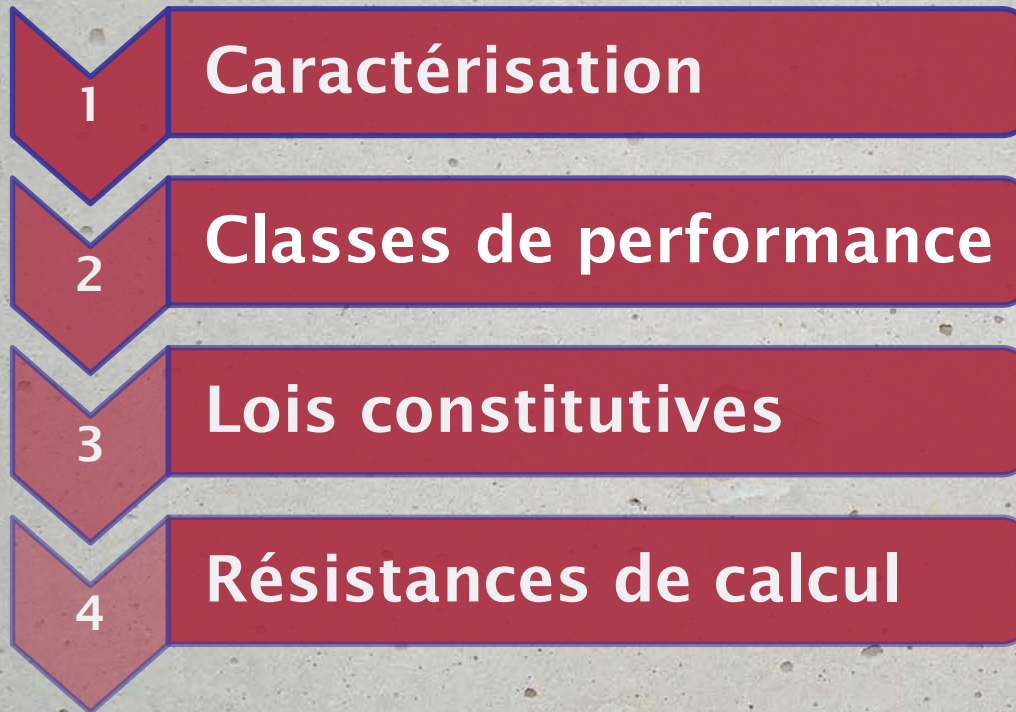 1
Caractérisation
2
Classes de performance
3
Lois constitutives
4
Résistances de calcul